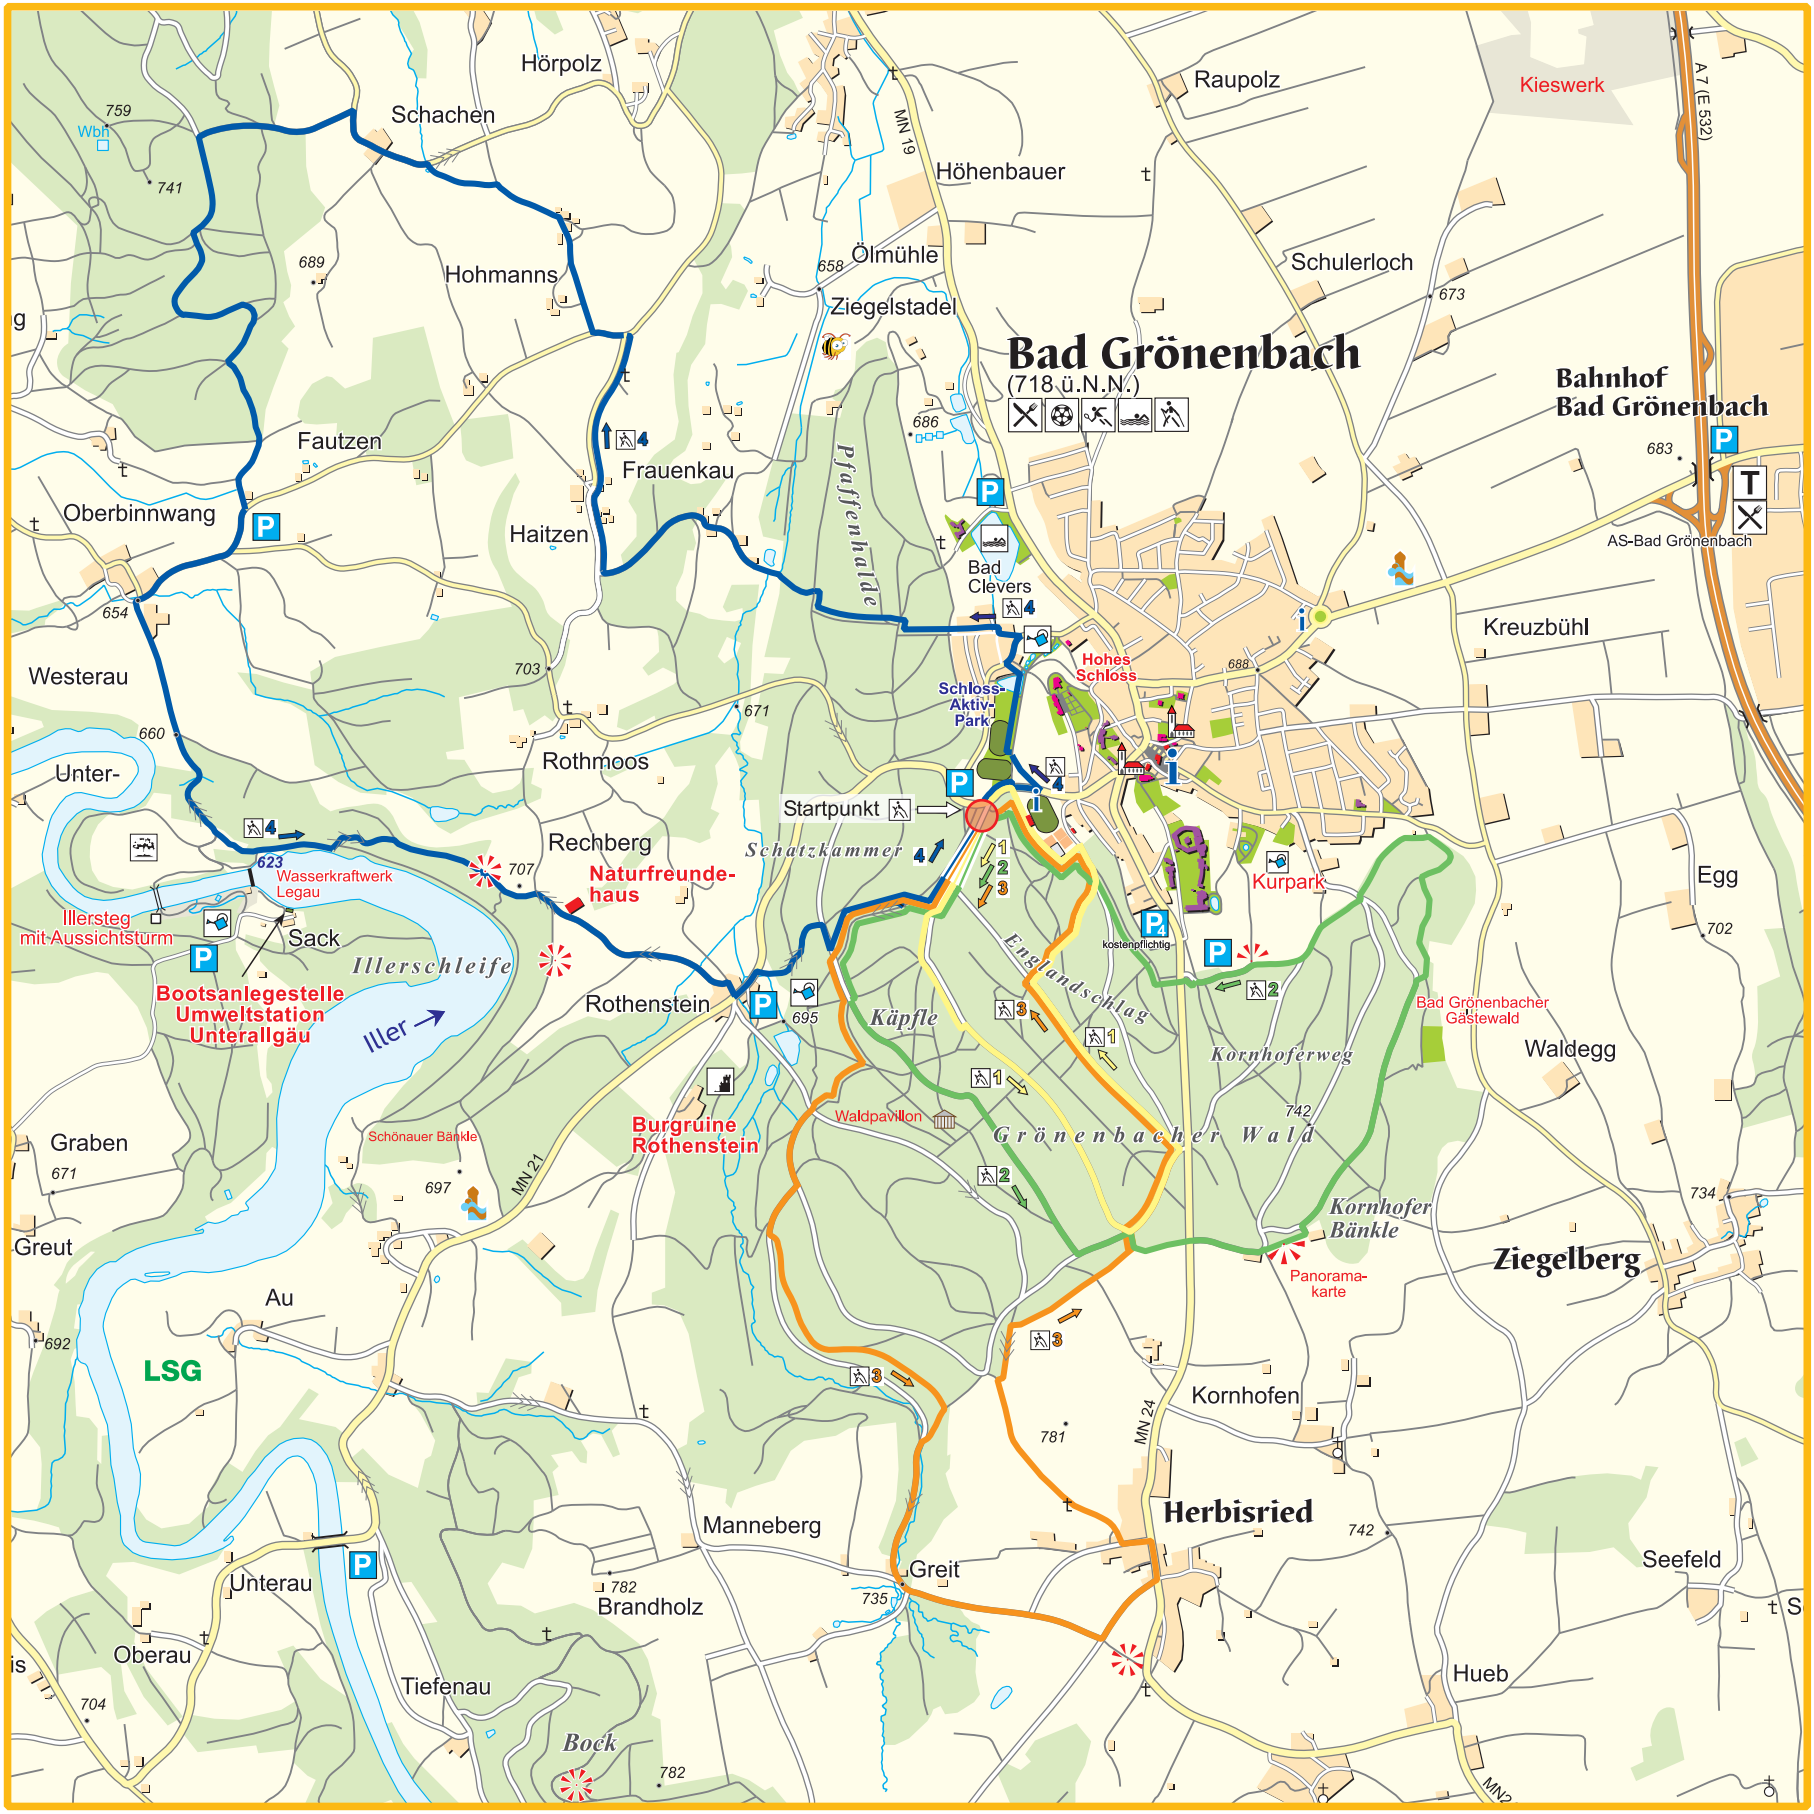 Hörpolz
Raupolz
Kieswerk
A 7 (E 532)
759
Wbh
Schachen
MN 19
Höhenbauer
741
689
Hohmanns
658
Ölmühle
Schulerloch
673
Ziegelstadel
g
Bad Grönenbach
(718 ü.N.N.)
Bahnhof
Bad Grönenbach
P
683
T
686
Fautzen
4
Frauenkau
Pfaffenhalde
P
Oberbinnwang
P
Haitzen
AS-Bad Grönenbach
Bad
Clevers
654
4
i
Kreuzbühl
Westerau
703
Hohes
Schloss
688
Schloss-
Aktiv-
Park
671
660
Unter-
Rothmoos
P
4
i
i
Startpunkt
4
623
Wasserkraftwerk
Legau
Rechberg
707
Naturfreunde-
haus
Schatzkammer
4
1
2
3
Kurpark
Egg
Illersteg
mit Aussichtsturm
Sack
P
P4
kostenpflichtig
P
702
Illerschleife
Englandschlag
2
Bootsanlegestelle
Umweltstation
Unterallgäu
Iller
Rothenstein
P
695
Käpfle
3
Bad Grönenbacher
Gästewald
1
Kornhoferweg
Waldegg
1
742
Waldpavillon
Burgruine
Rothenstein
Grönenbacher Wald
Graben
671
Schönauer Bänkle
697
MN 21
2
Kornhofer
Bänkle
734
Greut
Ziegelberg
Panorama-
karte
Au
692
LSG
3
3
Kornhofen
781
MN 24
Herbisried
742
Manneberg
Seefeld
P
Unterau
782
Brandholz
Greit
735
S
Oberau
is
Tiefenau
Hueb
704
Bock
782
MN2